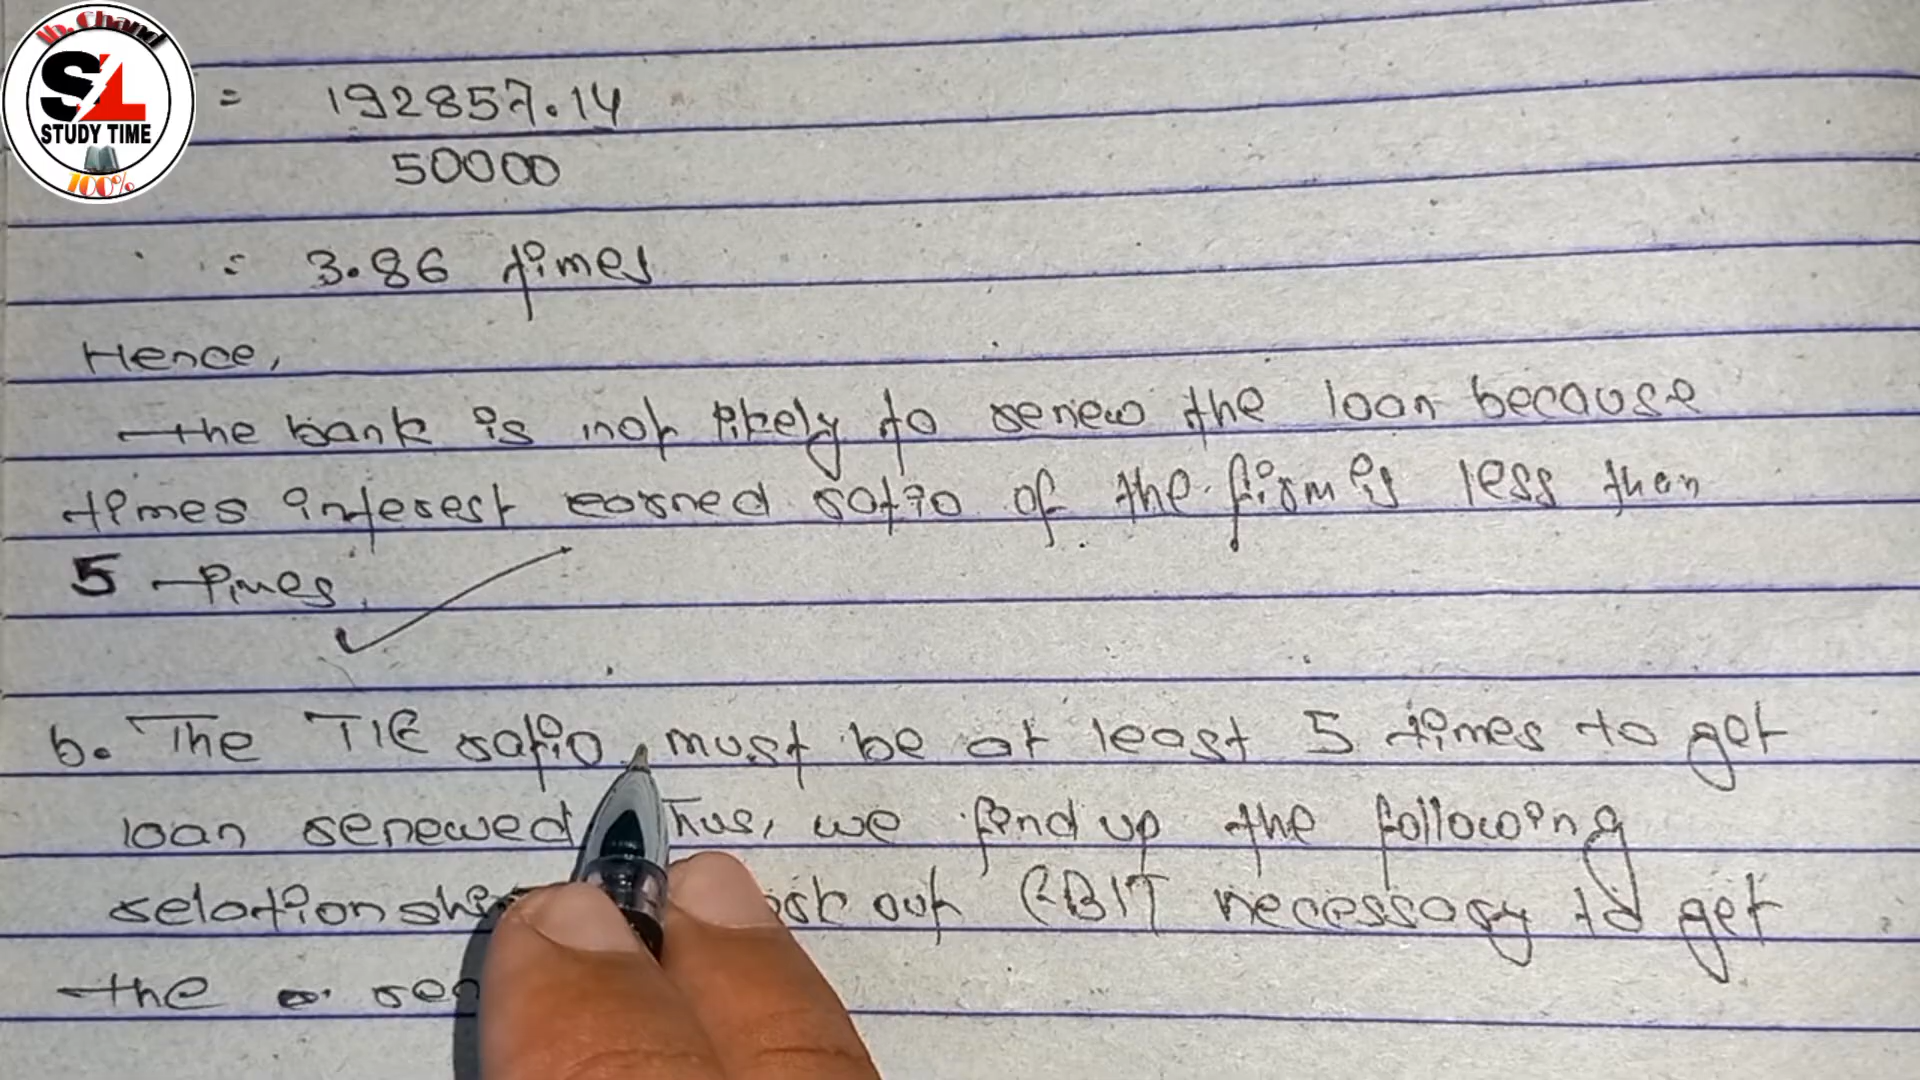 Mr. Chand
SL
STUDY TIME
100%
= 192857.14
50000
= 3.86 times
Hence,
the bank is not likely to renew the loan because
times interest earned ratio of the firm is less than
5 times.
b. The TIE ratio must be at least 5 times to get
loan renewed Thus, we find up the following
out EBIT necessary to get
the